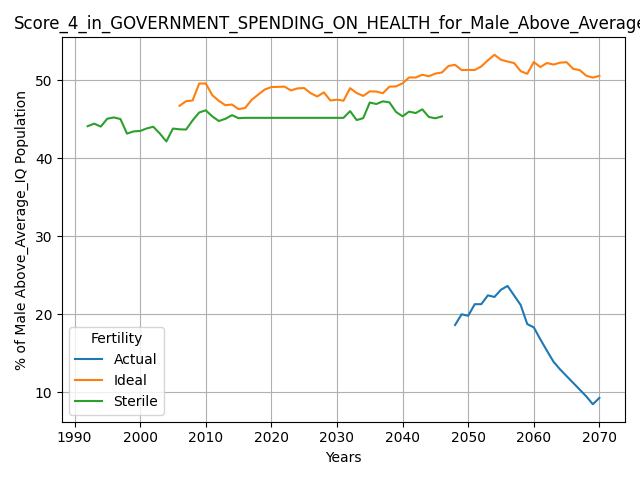 Score_4_in_GOVERNMENT_SPENDING_ON_HEALTH_for_Male_Above_Average
% of Male Above_Average_IQ Population
50
40
30
20
10
Fertility
Actual
Ideal
Sterile
1990 2000 2010 2020 2030 2040 2050 2060 2070
Years